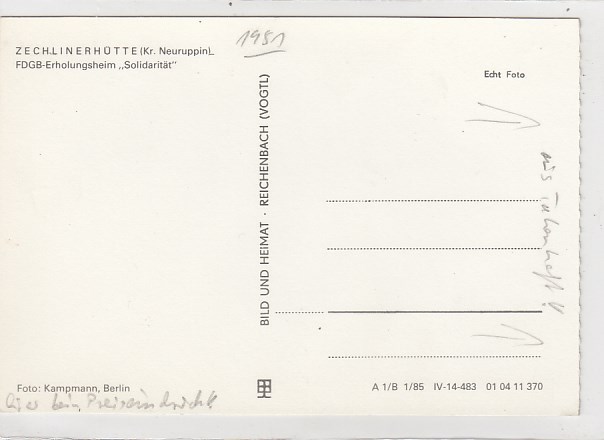 ZECHLINERHÜTTE (Kr. Neuruppin)
FDGB-Erholungsheim „Solidarität"
1951
Echt Foto
BILD UND HEIMAT · REICHENBACH (VOGTL)
Foto: Kampmann, Berlin
A 1/B 1/85 IV-14-483 01 04 11 370